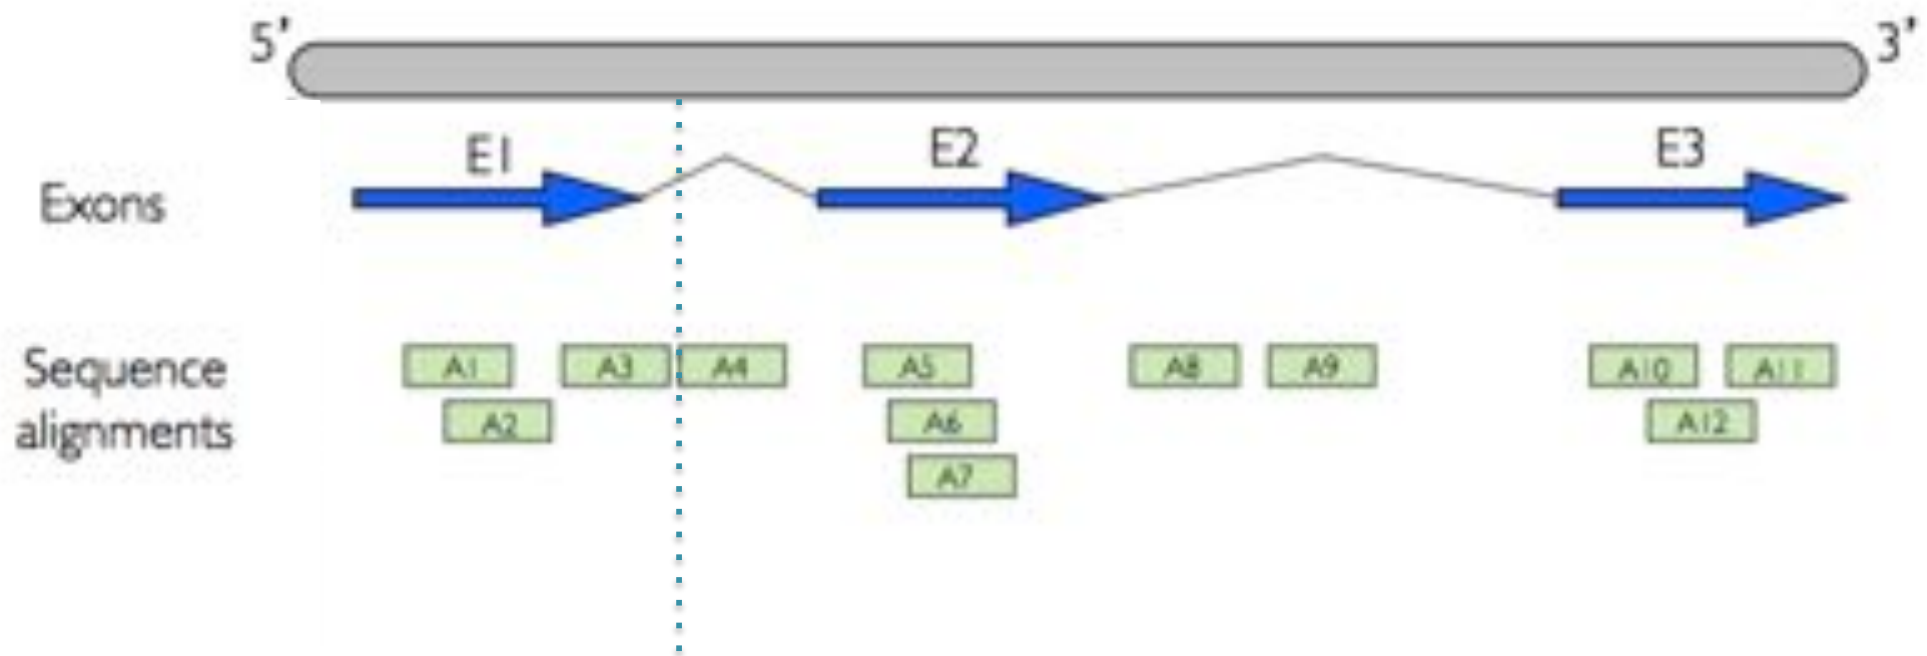 5' 3'
E1 E2 E3
Exons
Sequence
alignments
A1 A3 A4 A5 A8 A9 A10 A11
A2 A6 A12
A7